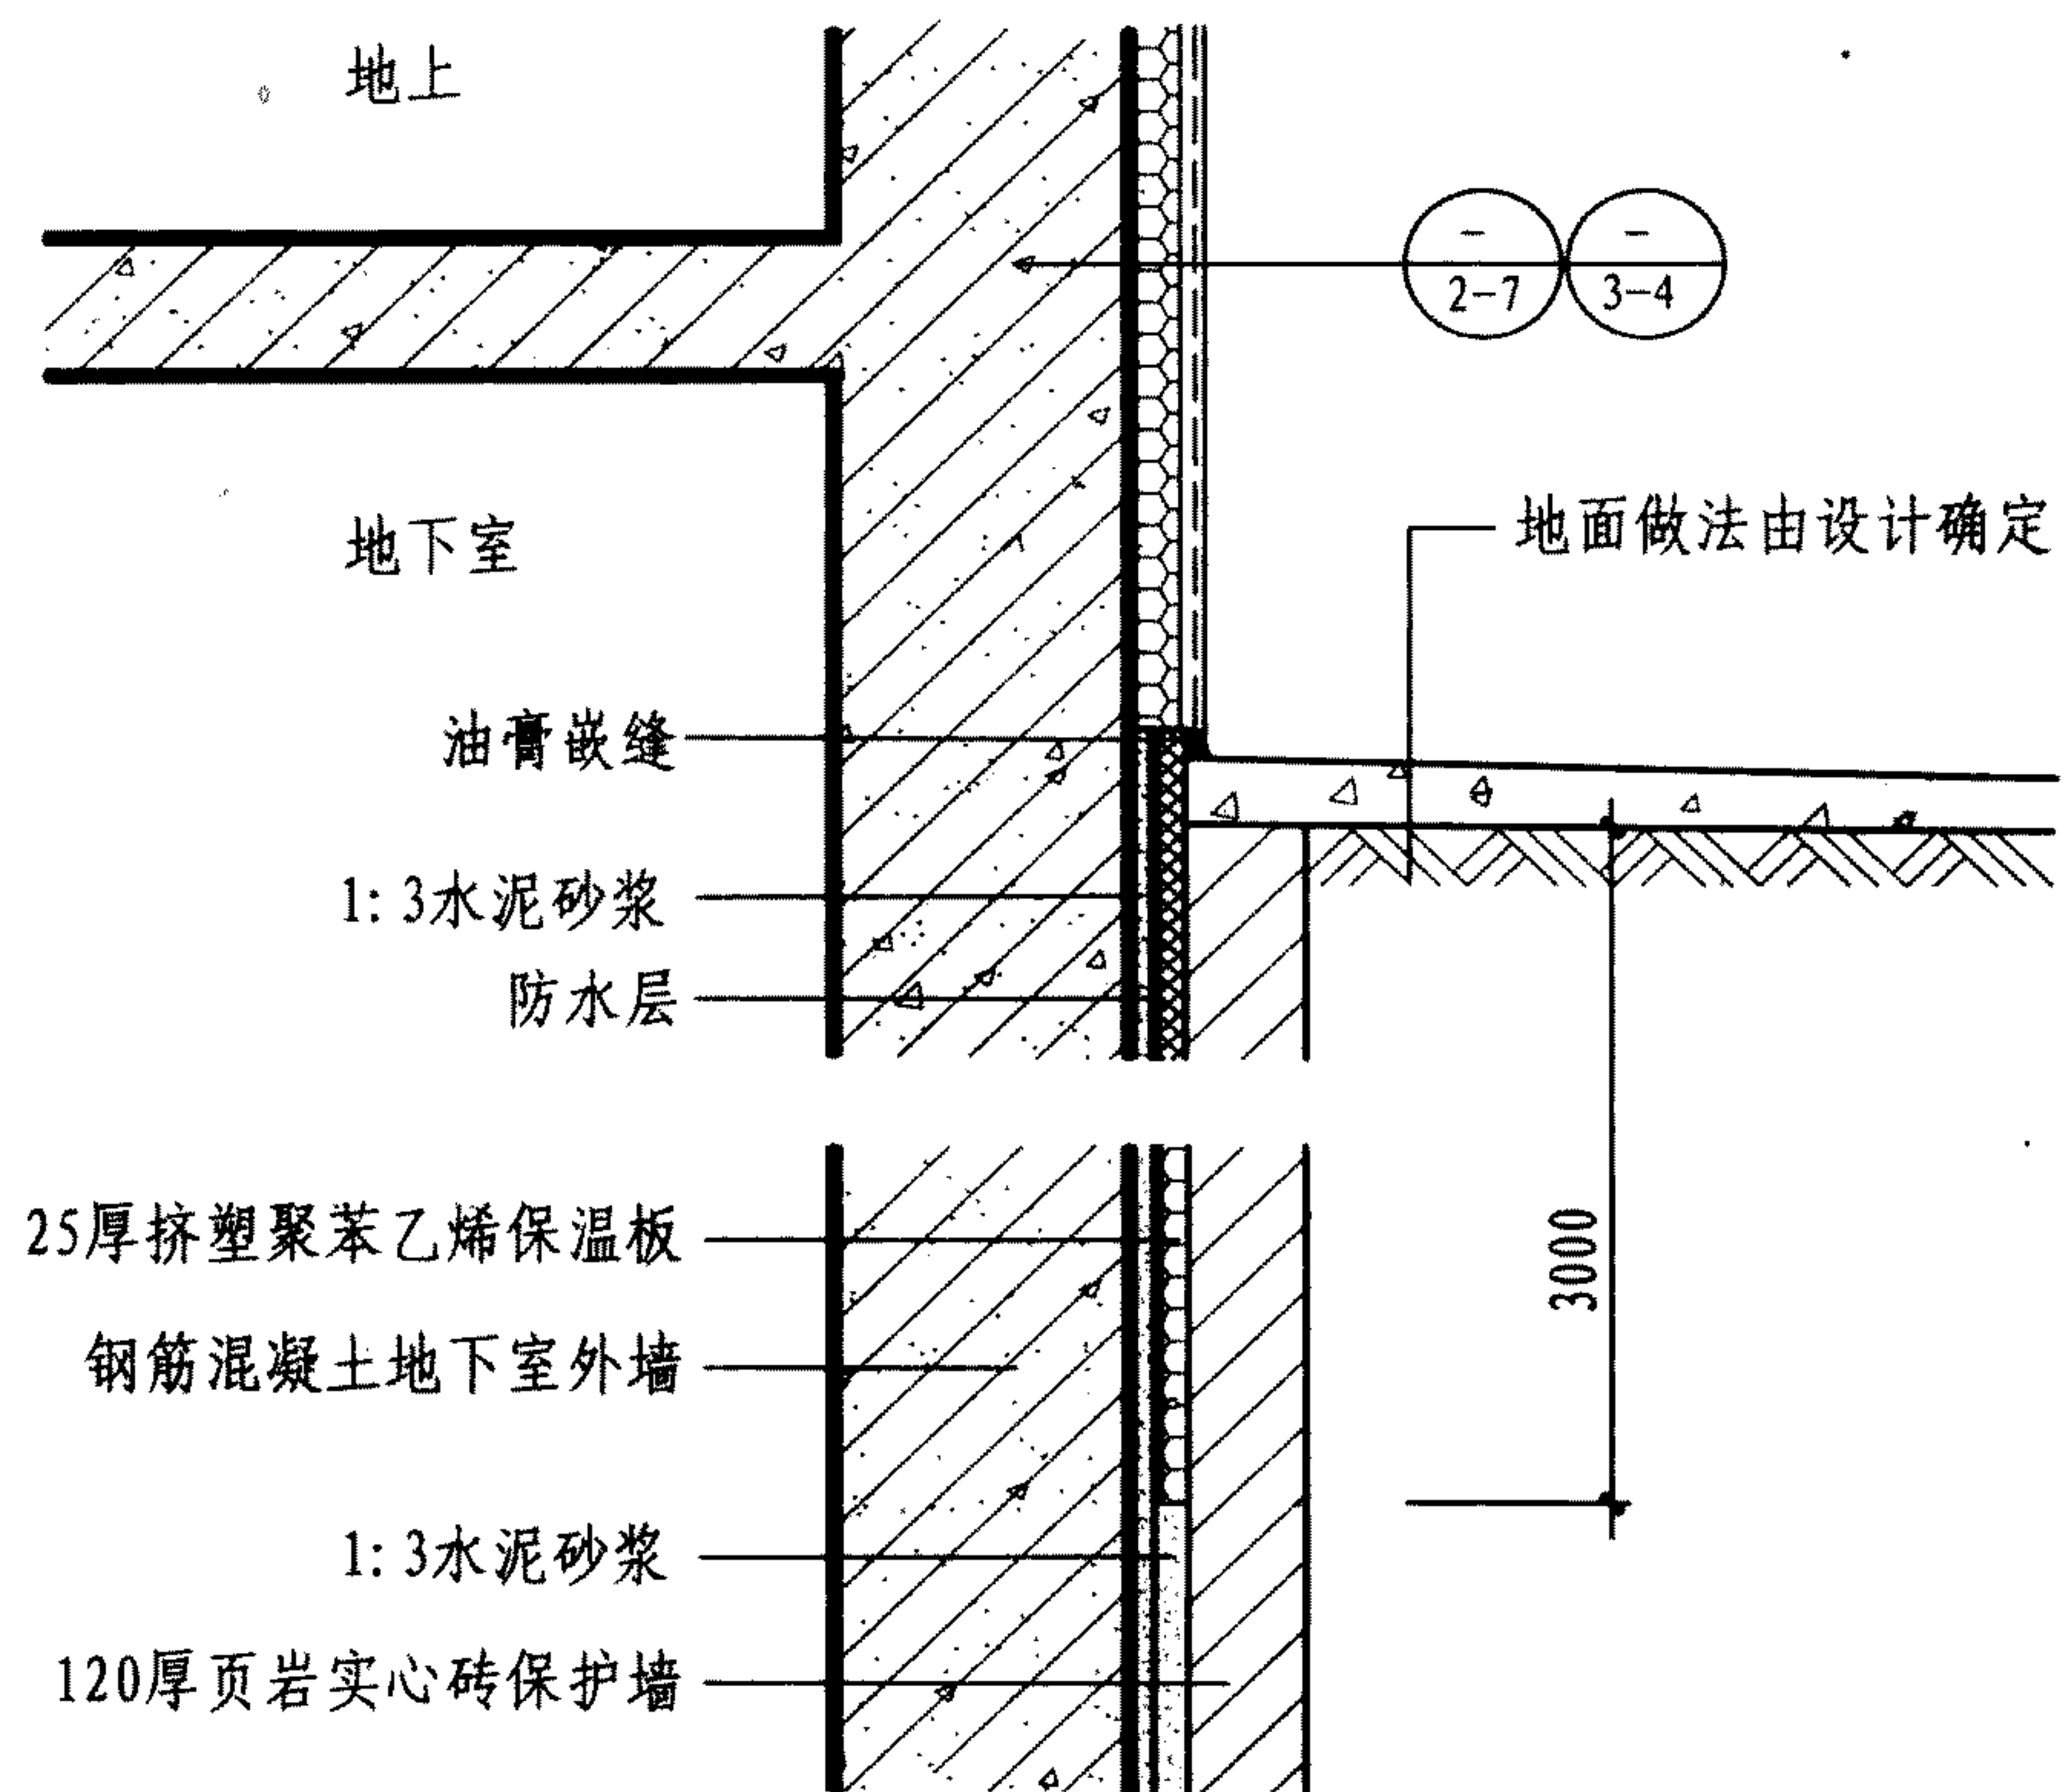 地上
－ －
2-7 3-4
地面做法由设计确定
地下室
油膏嵌缝
1:3水泥砂浆
防水层
25厚挤塑聚苯乙烯保温板
3000
钢筋混凝土地下室外墙
1:3水泥砂浆
120厚页岩实心砖保护墙